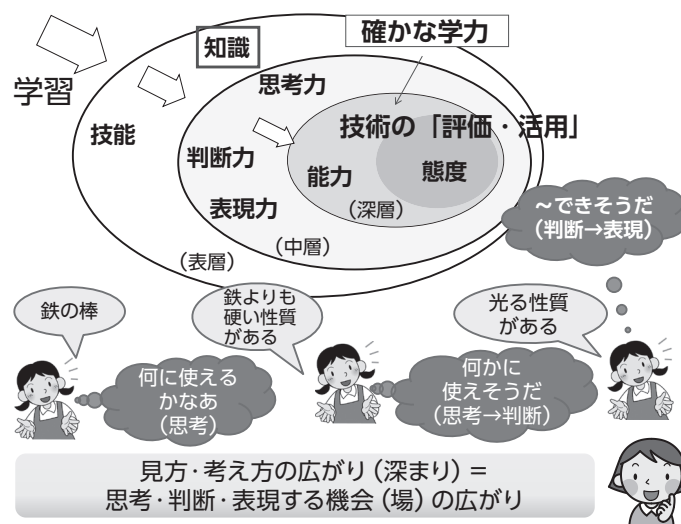 確かな学力
知識
学習
思考力
技能
技術の「評価・活用」
判断力
能力
態度
表現力
(深層)
(中層)
(表層)
~できそうだ
(判断→表現)
鉄の棒
鉄よりも
硬い性質
がある
光る性質
がある
何に使える
かなあ
(思考)
何かに
使えそうだ
(思考→判断)
見方・考え方の広がり(深まり)=
思考・判断・表現する機会(場)の広がり